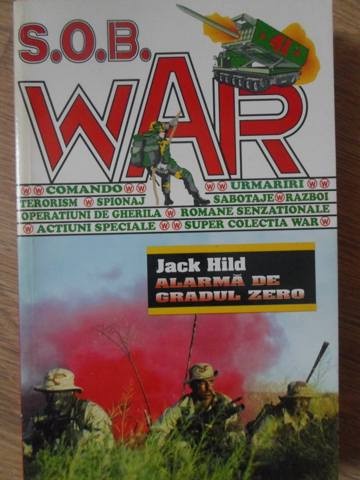 S.O.B.
WAR
COMANDO URMARIRI
TERORISM SPIONAJ SABOTAJE RAZBOI
OPERATIUNI DE GHERILA ROMANE SENZATIONALE
ACTIUNI SPECIALE SUPER COLECTIA WAR
Jack Hild
ALARMĂ DE
GRADUL ZERO